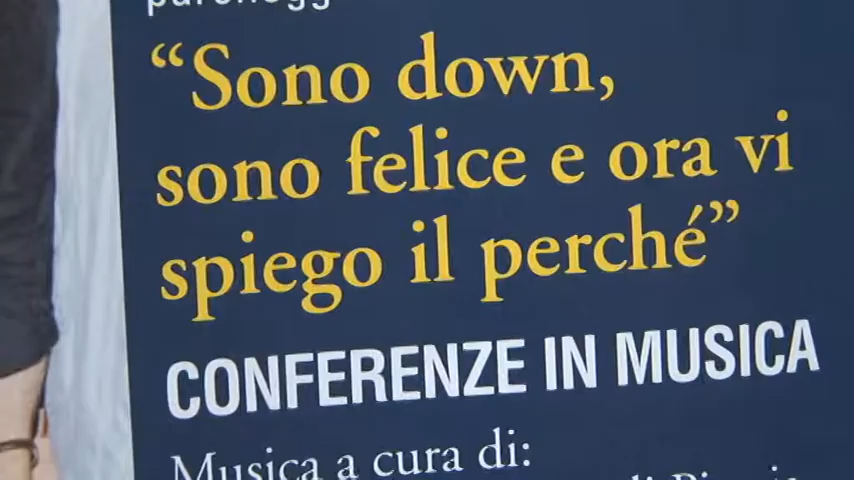 “Sono down,
sono felice e ora vi
spiego il perché”
CONFERENZE IN MUSICA
Musica a cura di: